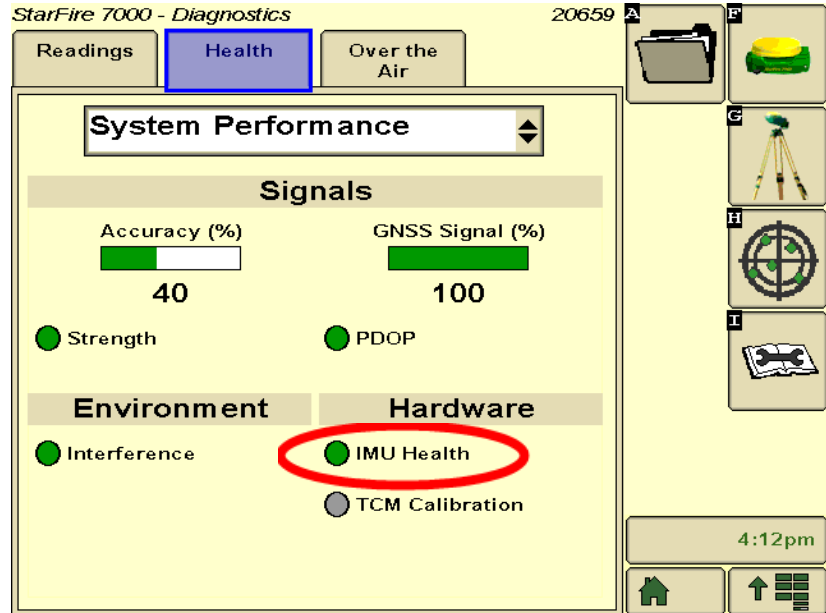 StarFire 7000 - Diagnostics 20659
Readings
Health
Over the
Air
System Performance
Signals
Accuracy (%)
GNSS Signal (%)
40
100
Strength
PDOP
Environment
Hardware
Interference
IMU Health
TCM Calibration
A
F
G
H
I
4:12pm